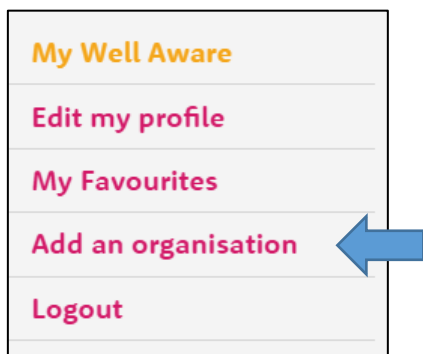 My Well Aware
Edit my profile
My Favourites
Add an organisation
Logout